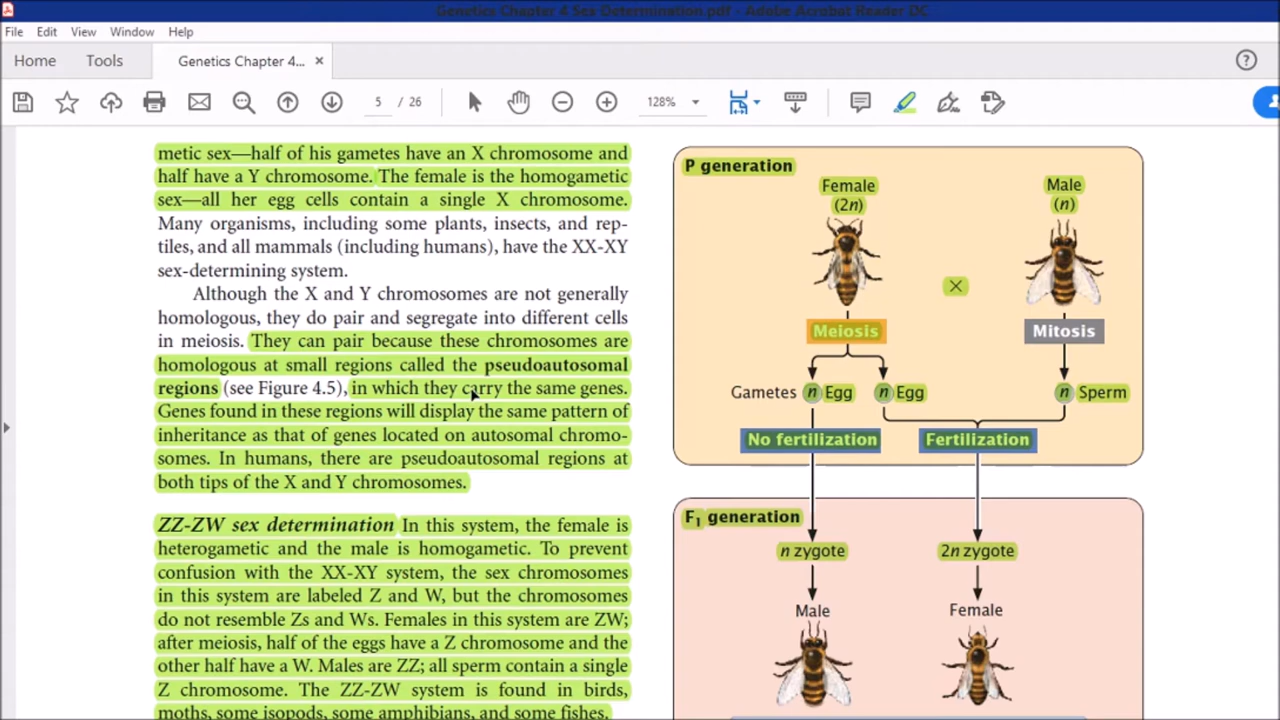 Genetics Chapter 4 Sex Determination.pdf - Adobe Acrobat Reader DC
File Edit View Window Help
Home Tools Genetics Chapter 4... ×
5 / 26 128%
metic sex—half of his gametes have an X chromosome and
half have a Y chromosome. The female is the homogametic
sex—all her egg cells contain a single X chromosome.
Many organisms, including some plants, insects, and rep-
tiles, and all mammals (including humans), have the XX-XY
sex-determining system.
Although the X and Y chromosomes are not generally
homologous, they do pair and segregate into different cells
in meiosis. They can pair because these chromosomes are
homologous at small regions called the pseudoautosomal
regions (see Figure 4.5), in which they carry the same genes.
Genes found in these regions will display the same pattern of
inheritance as that of genes located on autosomal chromo-
somes. In humans, there are pseudoautosomal regions at
both tips of the X and Y chromosomes.
ZZ-ZW sex determination In this system, the female is
heterogametic and the male is homogametic. To prevent
confusion with the XX-XY system, the sex chromosomes
in this system are labeled Z and W, but the chromosomes
do not resemble Zs and Ws. Females in this system are ZW;
after meiosis, half of the eggs have a Z chromosome and the
other half have a W. Males are ZZ; all sperm contain a single
Z chromosome. The ZZ-ZW system is found in birds,
moths, some isopods, some amphibians, and some fishes.
P generation
Female Male
(2n) (n)
×
Meiosis Mitosis
Gametes n Egg n Egg n Sperm
No fertilization Fertilization
F1 generation
n zygote 2n zygote
Male Female